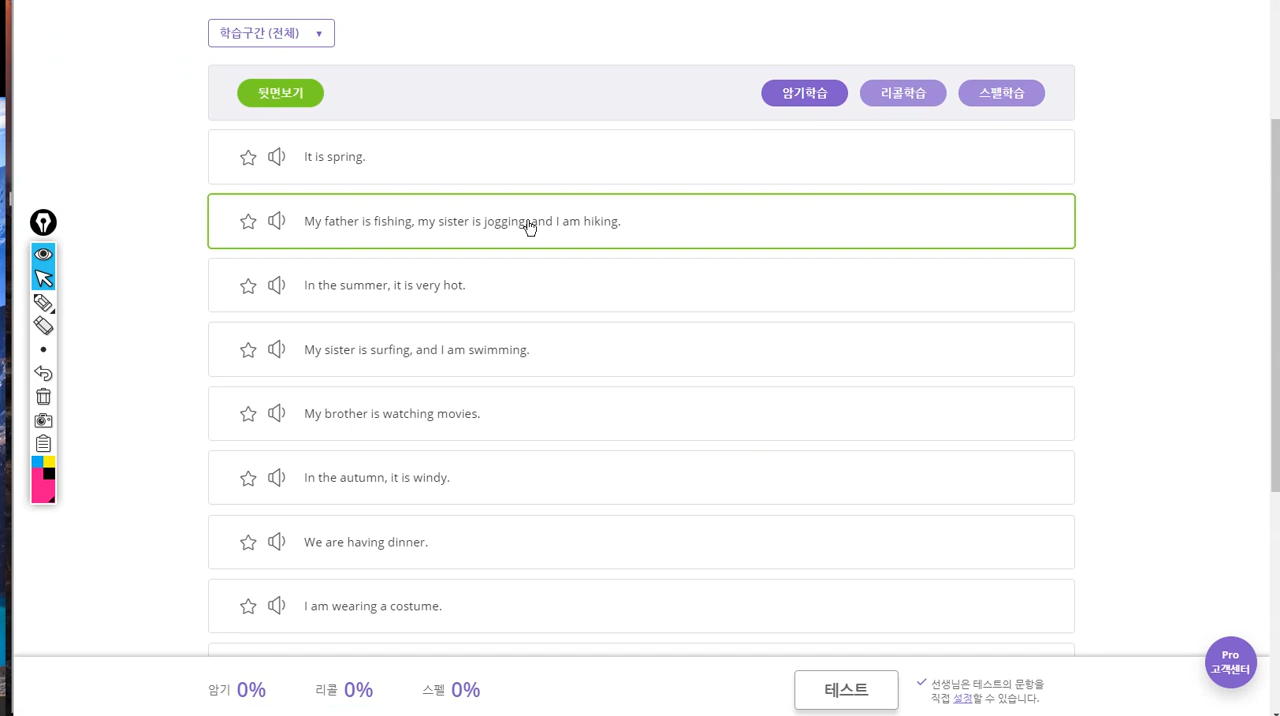 학습구간 (전체) ▼
뒷면보기
암기학습
리콜학습
스펠학습
It is spring.
My father is fishing, my sister is jogging and I am hiking.
In the summer, it is very hot.
My sister is surfing, and I am swimming.
My brother is watching movies.
In the autumn, it is windy.
We are having dinner.
I am wearing a costume.
Pro
고객센터
암기 0%
리콜 0%
스펠 0%
테스트
선생님은 테스트의 문항을
직접 설정할 수 있습니다.